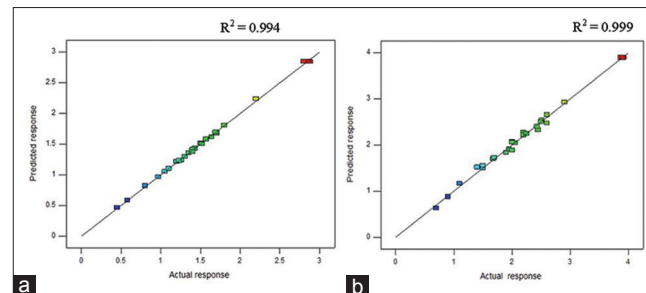 R² = 0.994
3
2.5
2
1.5
1
0.5
0
0 0.5 1 1.5 2 2.5 3
Predicted response
Actual response
a
R² = 0.999
4
3
2
1
0
0 1 2 3 4
Predicted response
Actual response
b